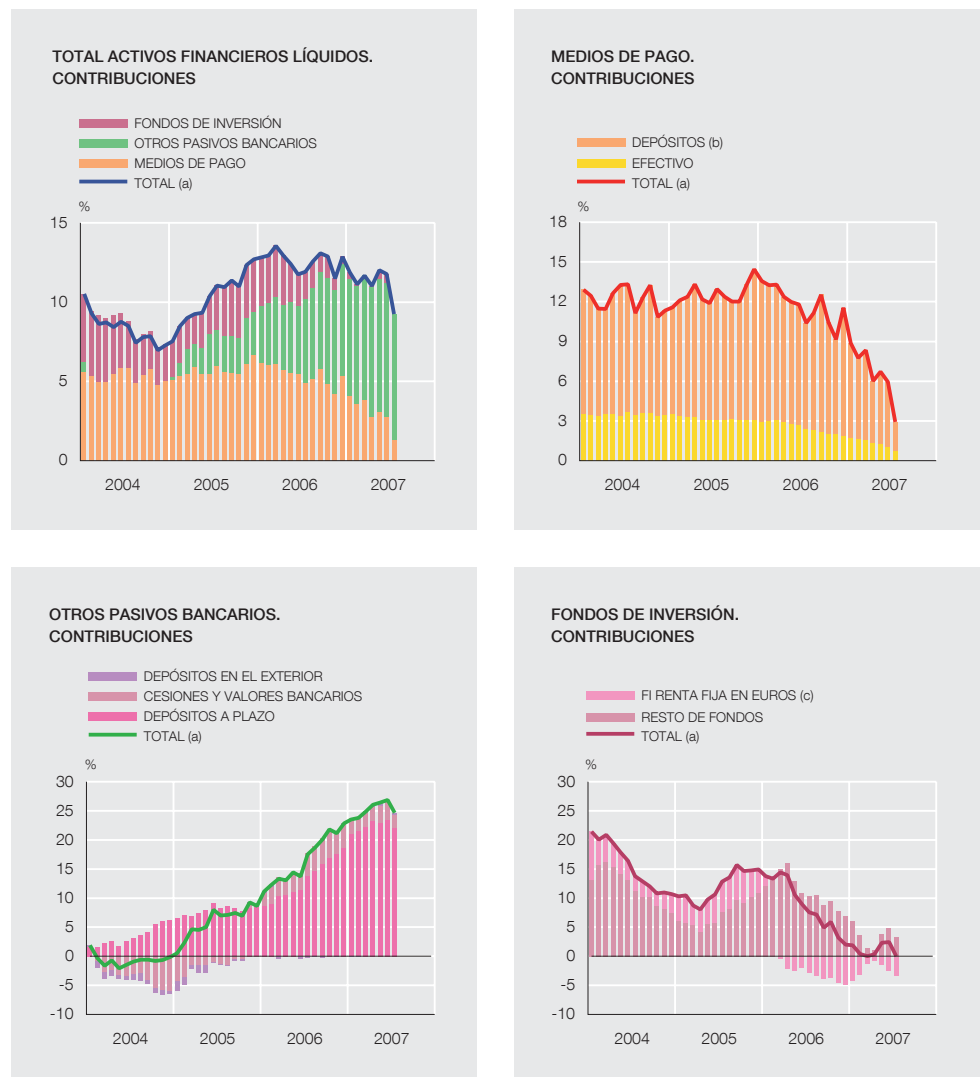 TOTAL ACTIVOS FINANCIEROS LÍQUIDOS.
CONTRIBUCIONES
FONDOS DE INVERSIÓN
OTROS PASIVOS BANCARIOS
MEDIOS DE PAGO
TOTAL (a)
%
15
10
5
0
2004 2005 2006 2007
MEDIOS DE PAGO.
CONTRIBUCIONES
DEPÓSITOS (b)
EFECTIVO
TOTAL (a)
%
18
15
12
9
6
3
0
2004 2005 2006 2007
OTROS PASIVOS BANCARIOS.
CONTRIBUCIONES
DEPÓSITOS EN EL EXTERIOR
CESIONES Y VALORES BANCARIOS
DEPÓSITOS A PLAZO
TOTAL (a)
%
30
25
20
15
10
5
0
-5
-10
2004 2005 2006 2007
FONDOS DE INVERSIÓN.
CONTRIBUCIONES
FI RENTA FIJA EN EUROS (c)
RESTO DE FONDOS
TOTAL (a)
%
30
25
20
15
10
5
0
-5
-10
2004 2005 2006 2007